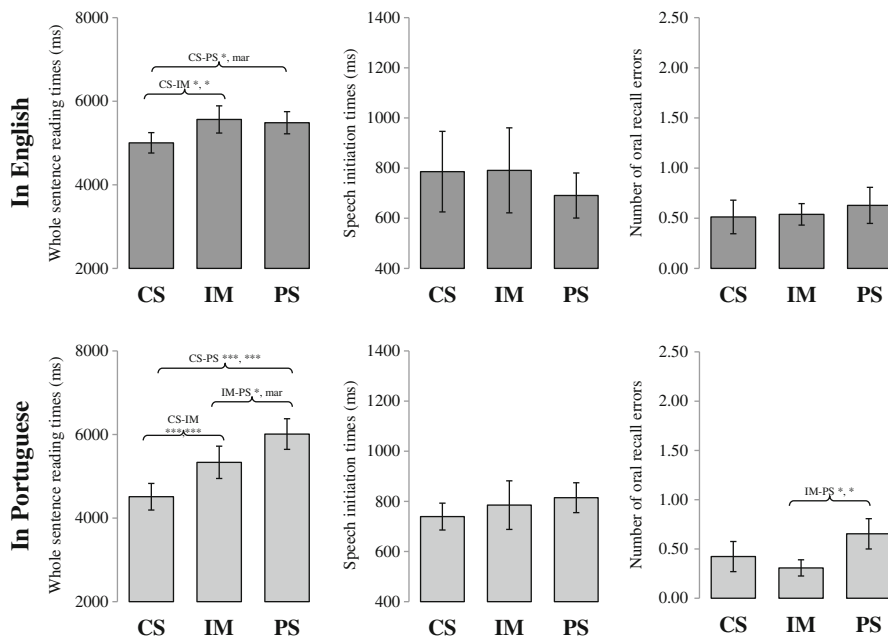 In English
Whole sentence reading times (ms)
8000
6000
4000
2000
CS-PS *, mar
CS-IM *, *
CS IM PS
Speech initiation times (ms)
1400
1200
1000
800
600
400
CS IM PS
Number of oral recall errors
2.50
2.00
1.50
1.00
0.50
0.00
CS IM PS
In Portuguese
Whole sentence reading times (ms)
8000
6000
4000
2000
CS-PS ***, ***
IM-PS *, mar
CS-IM
***,***
CS IM PS
Speech initiation times (ms)
1400
1200
1000
800
600
400
CS IM PS
Number of oral recall errors
2.50
2.00
1.50
1.00
0.50
0.00
IM-PS *, *
CS IM PS